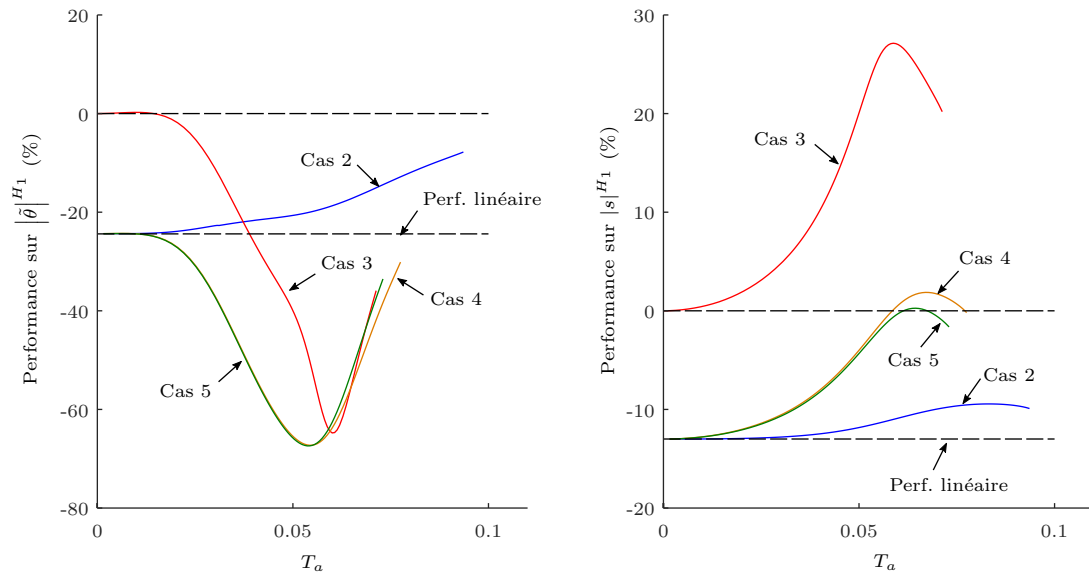 Performance sur |θ̃|^{H_1} (%)
20
0
-20
-40
-60
-80
Cas 2
Perf. linéaire
Cas 3
Cas 4
Cas 5
0
0.05
0.1
T_a
Performance sur |s|^{H_1} (%)
30
20
10
0
-10
-20
Cas 3
Cas 4
Cas 5
Cas 2
Perf. linéaire
0
0.05
0.1
T_a